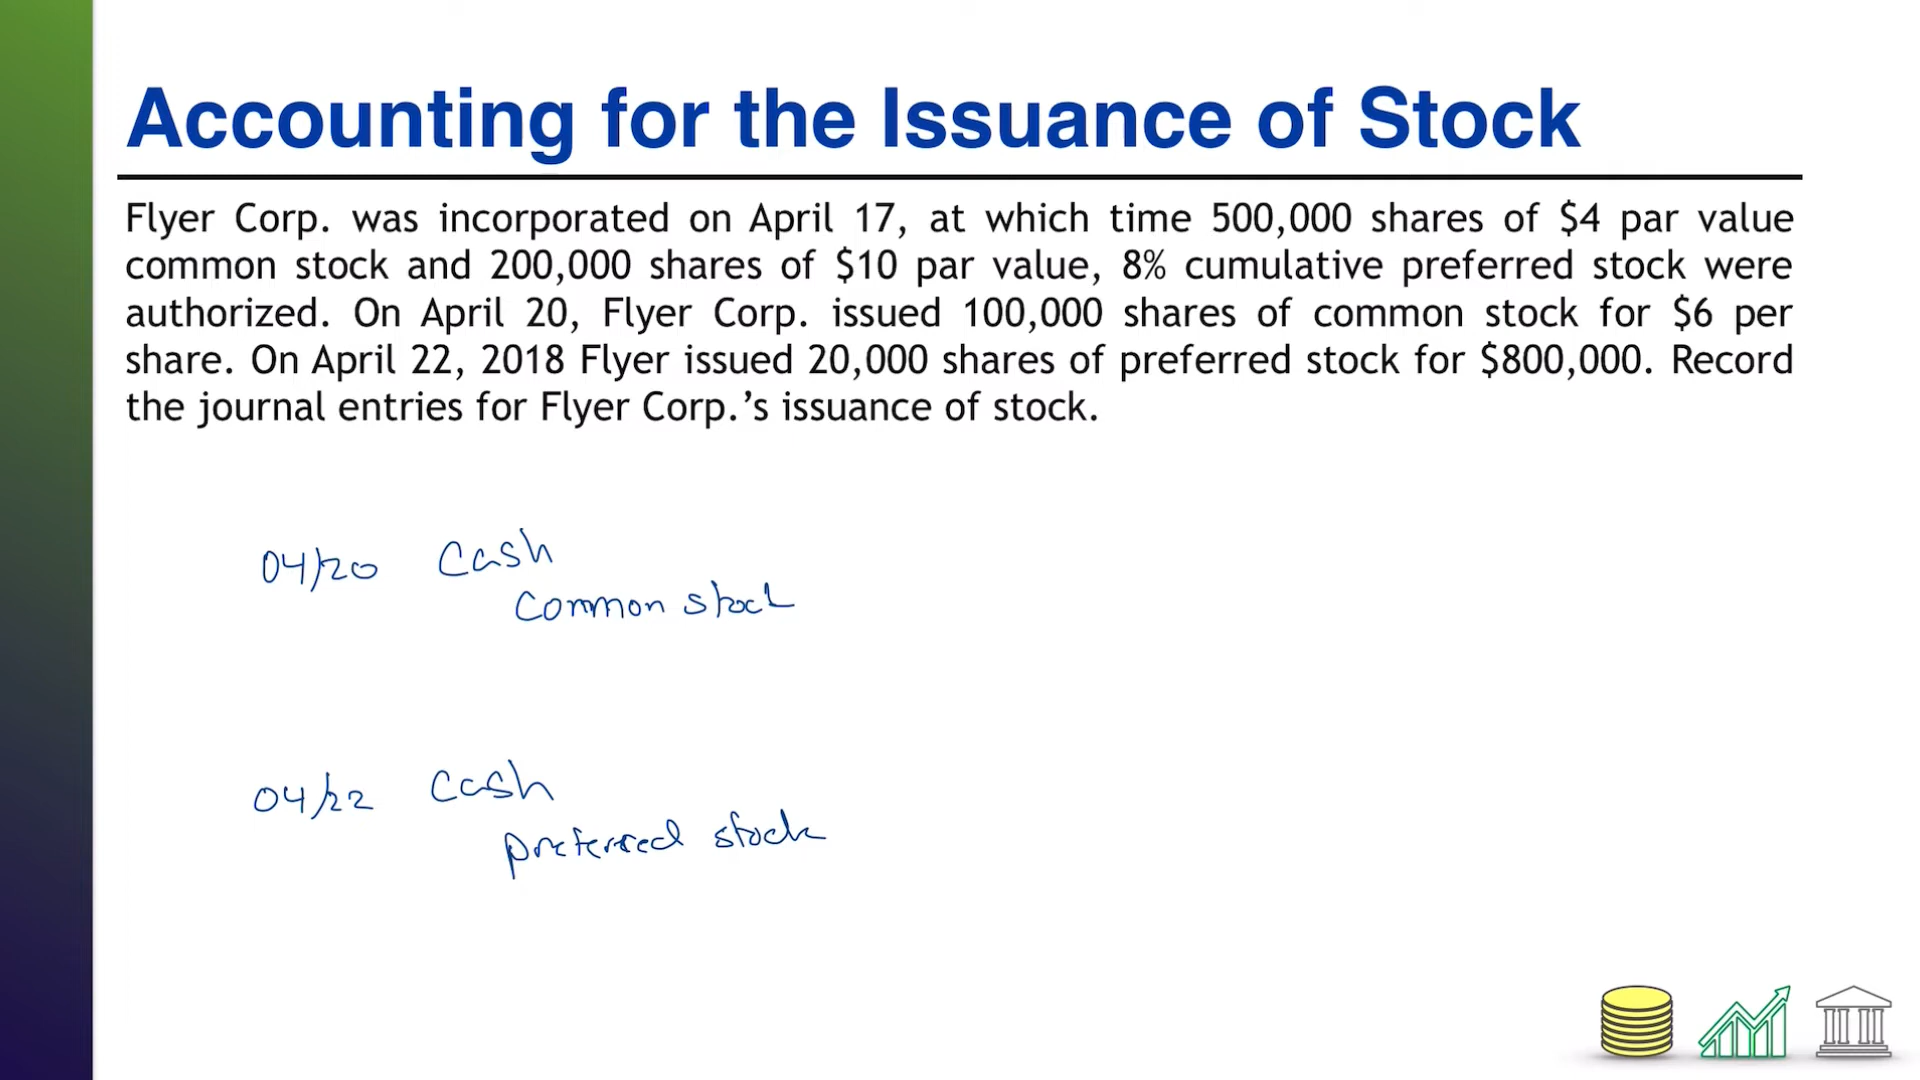 Accounting for the Issuance of Stock
Flyer Corp. was incorporated on April 17, at which time 500,000 shares of $4 par value
common stock and 200,000 shares of $10 par value, 8% cumulative preferred stock were
authorized. On April 20, Flyer Corp. issued 100,000 shares of common stock for $6 per
share. On April 22, 2018 Flyer issued 20,000 shares of preferred stock for $800,000. Record
the journal entries for Flyer Corp.’s issuance of stock.
04/20 Cash
Common stock
04/22 Cash
preferred stock